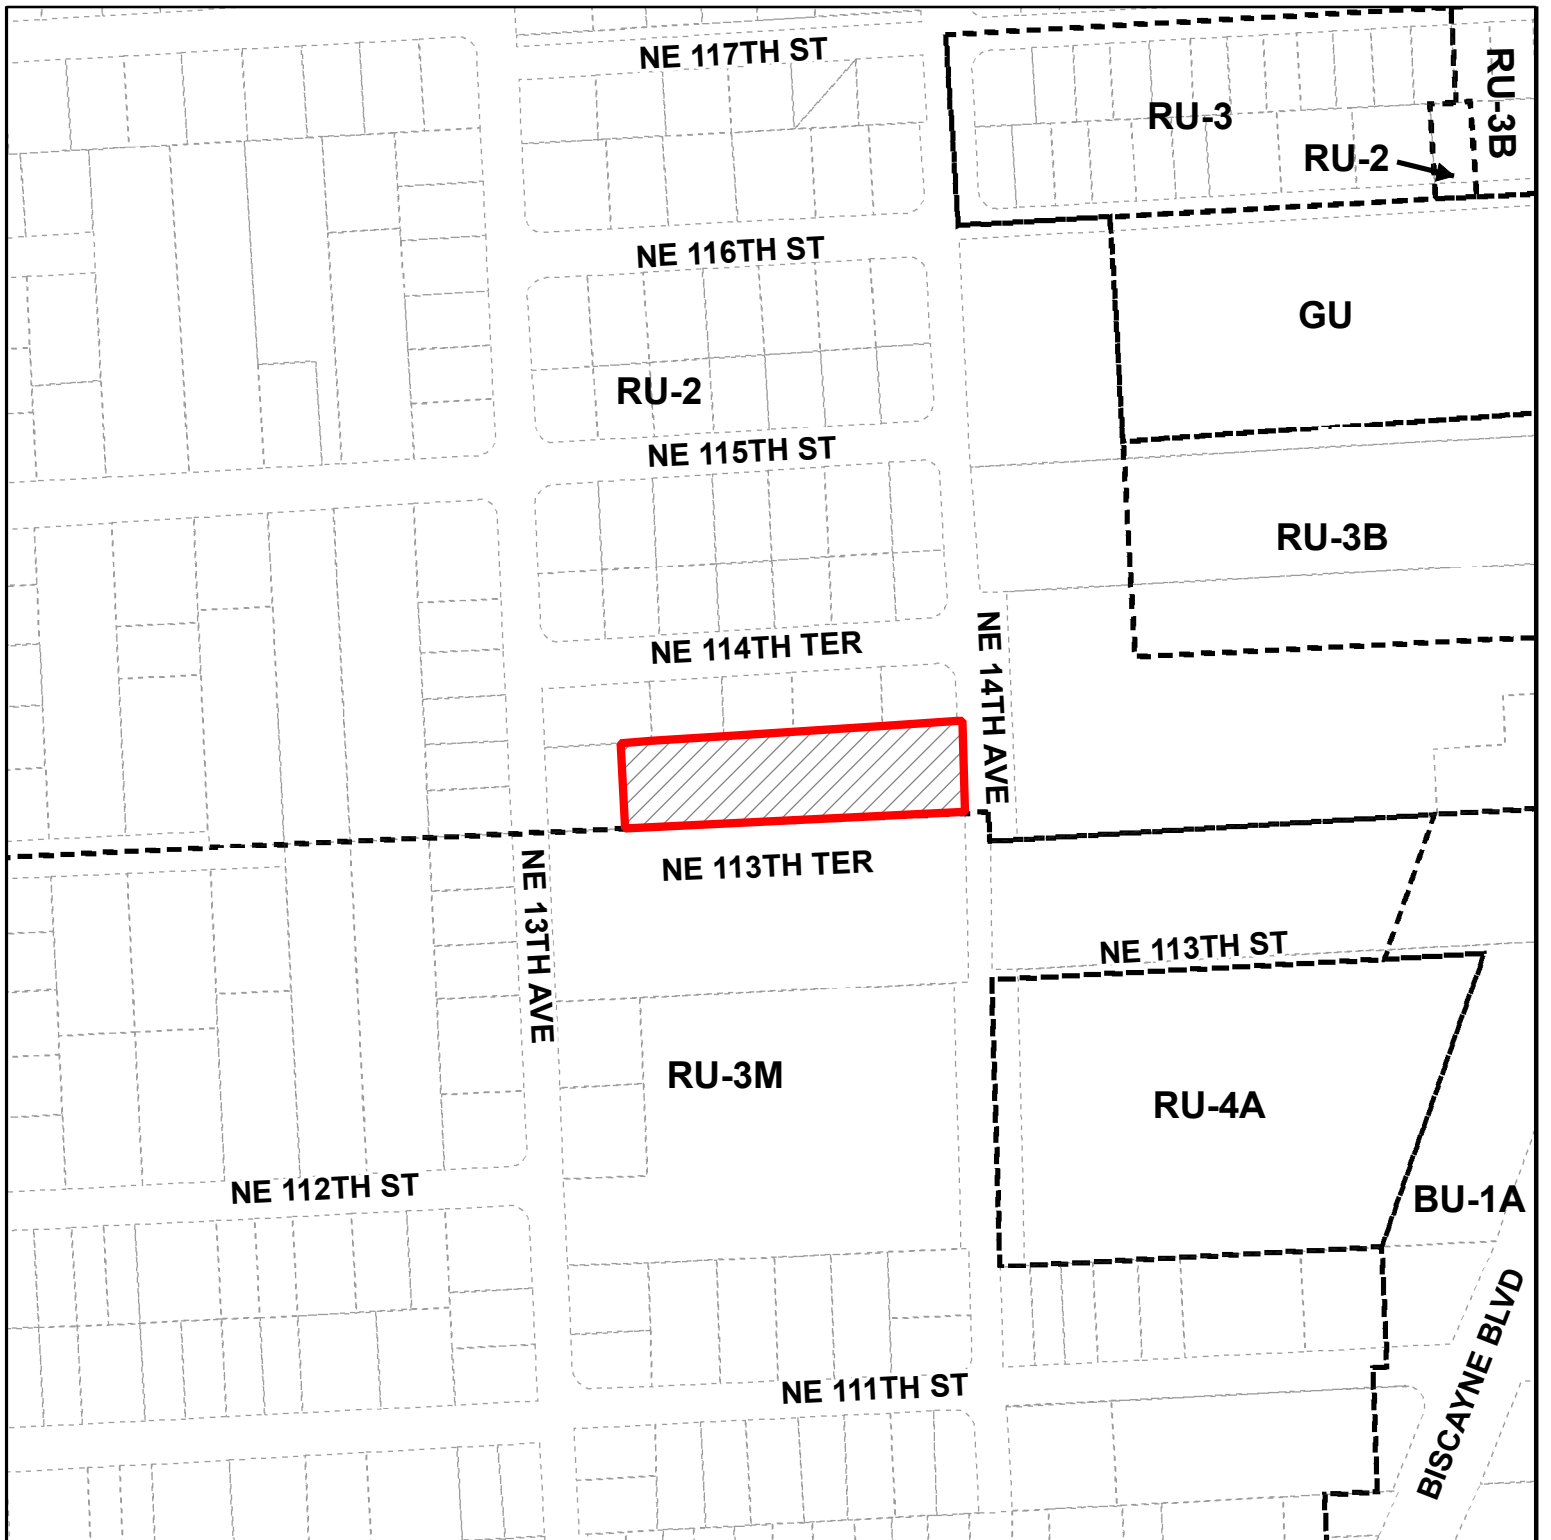 NE 117TH ST
RU-3B
RU-3
RU-2
NE 116TH ST
GU
RU-2
NE 115TH ST
RU-3B
NE 114TH TER
NE 14TH AVE
NE 113TH TER
NE 13TH AVE
NE 113TH ST
RU-3M
RU-4A
NE 112TH ST
BU-1A
BISCAYNE BLVD
NE 111TH ST